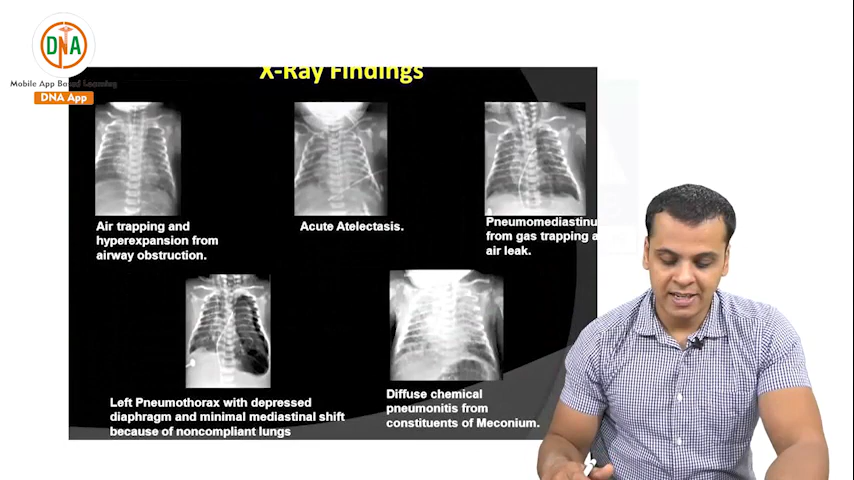 DNA
Mobile App Based Learning
DNA App
X-Ray Findings
Air trapping and
hyperexpansion from
airway obstruction.
Acute Atelectasis.
Pneumomediastinu
from gas trapping a
air leak.
Left Pneumothorax with depressed
diaphragm and minimal mediastinal shift
because of noncompliant lungs
Diffuse chemical
pneumonitis from
constituents of Meconium.